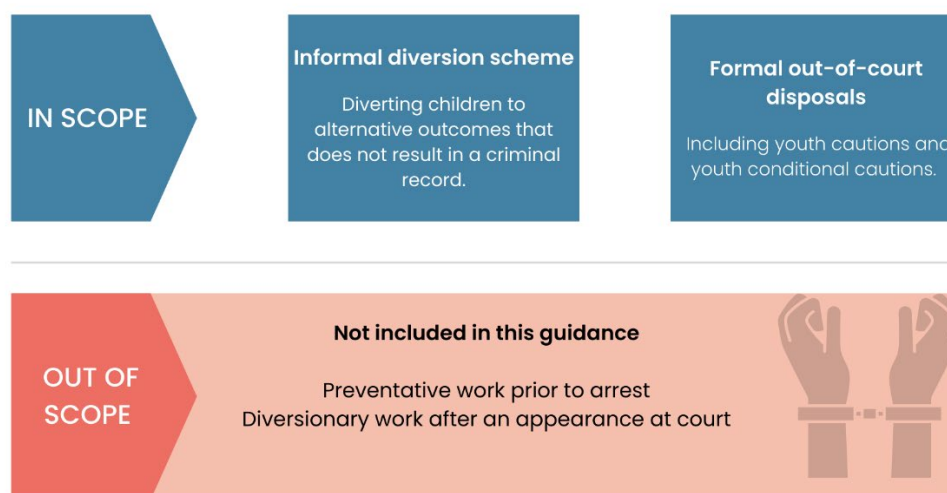 IN SCOPE
Informal diversion scheme
Diverting children to
alternative outcomes that
does not result in a criminal
record.
Formal out-of-court
disposals
Including youth cautions and
youth conditional cautions.
OUT OF
SCOPE
Not included in this guidance
Preventative work prior to arrest
Diversionary work after an appearance at court